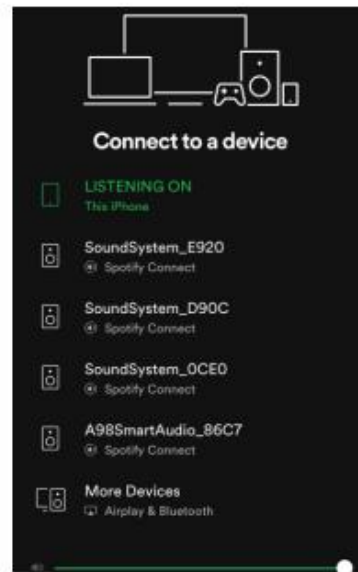 Connect to a device
LISTENING ON
This iPhone
SoundSystem_E920
Spotify Connect
SoundSystem_D90C
Spotify Connect
SoundSystem_0CE0
Spotify Connect
A98SmartAudio_86C7
Spotify Connect
More Devices
Airplay & Bluetooth